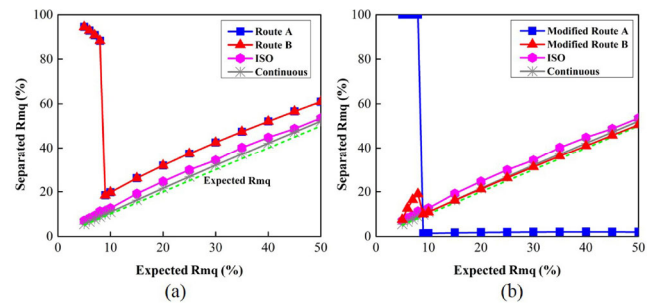 Separated Rmq (%)
100
80
60
40
20
0
0
10
20
30
40
50
Route A
Route B
ISO
Continuous
Expected Rmq
Expected Rmq (%)
(a)
Separated Rmq (%)
100
80
60
40
20
0
0
10
20
30
40
50
Modified Route A
Modified Route B
ISO
Continuous
Expected Rmq (%)
(b)